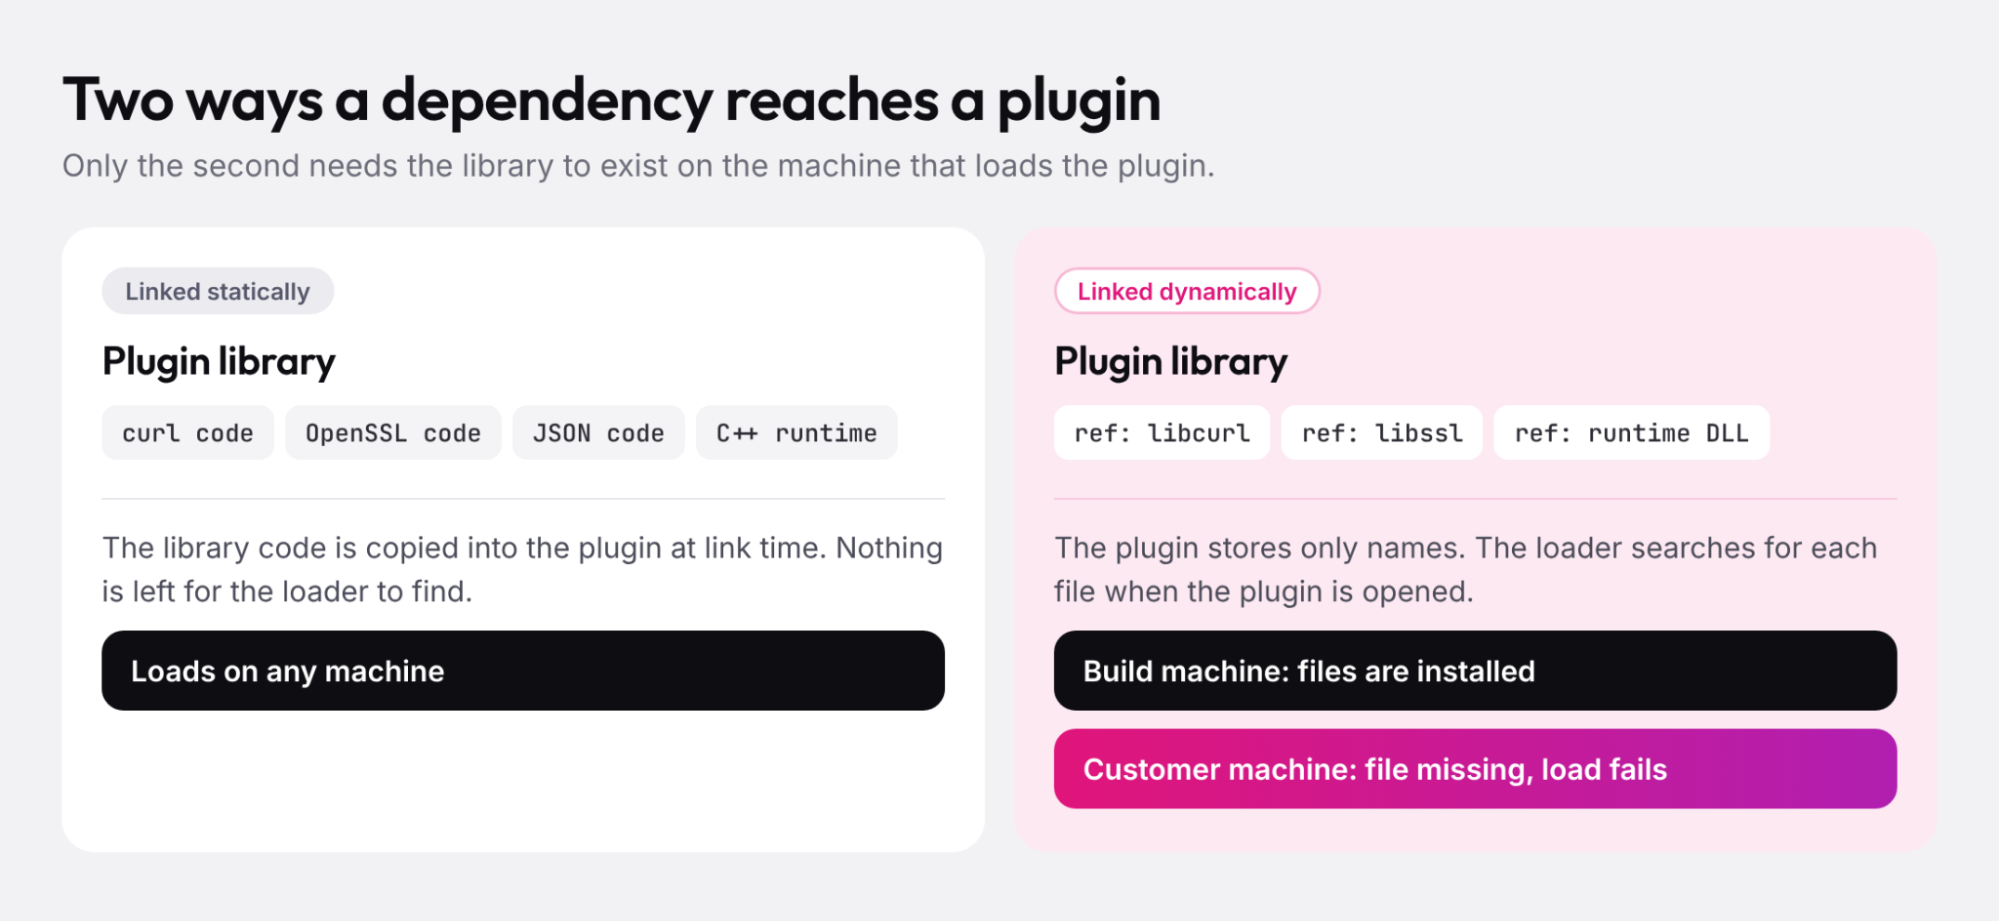 Two ways a dependency reaches a plugin
Only the second needs the library to exist on the machine that loads the plugin.
Linked statically
Plugin library
curl code
OpenSSL code
JSON code
C++ runtime
The library code is copied into the plugin at link time. Nothing
is left for the loader to find.
Loads on any machine
Linked dynamically
Plugin library
ref: libcurl
ref: libssl
ref: runtime DLL
The plugin stores only names. The loader searches for each
file when the plugin is opened.
Build machine: files are installed
Customer machine: file missing, load fails